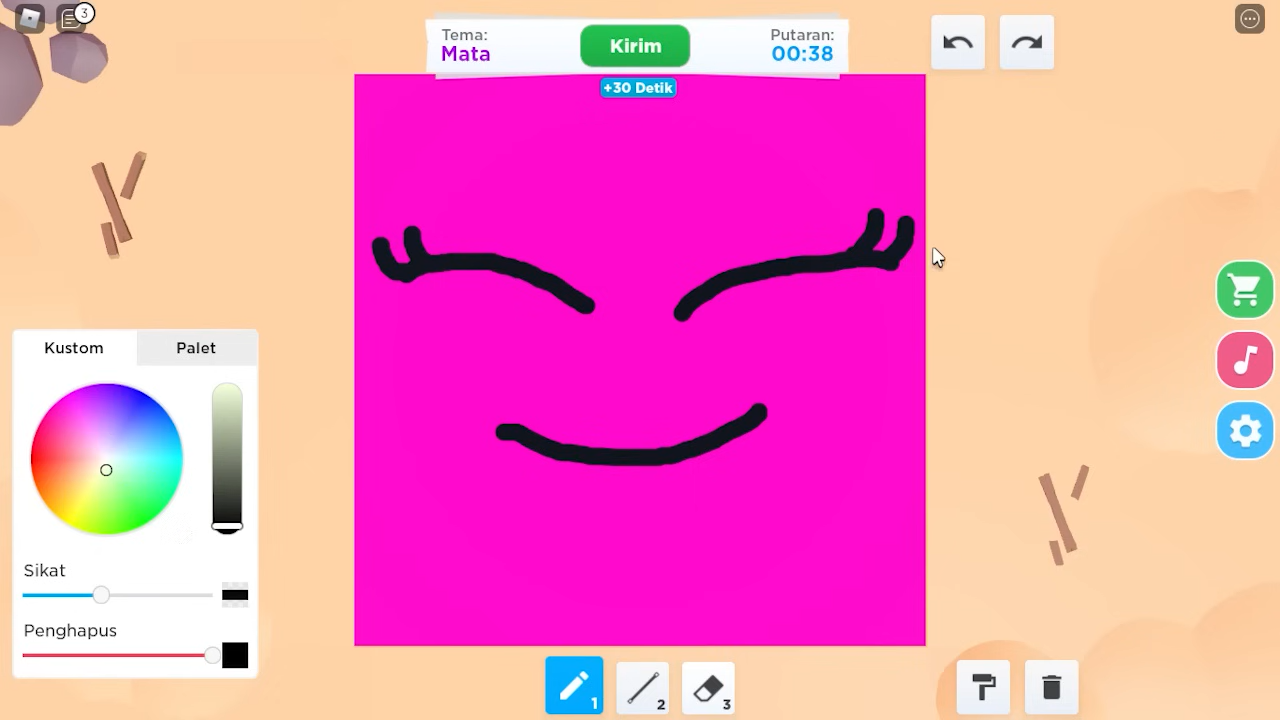 3
Tema:
Mata
Kirim
Putaran:
00:38
+30 Detik
Kustom
Palet
Sikat
Penghapus
1
2
3